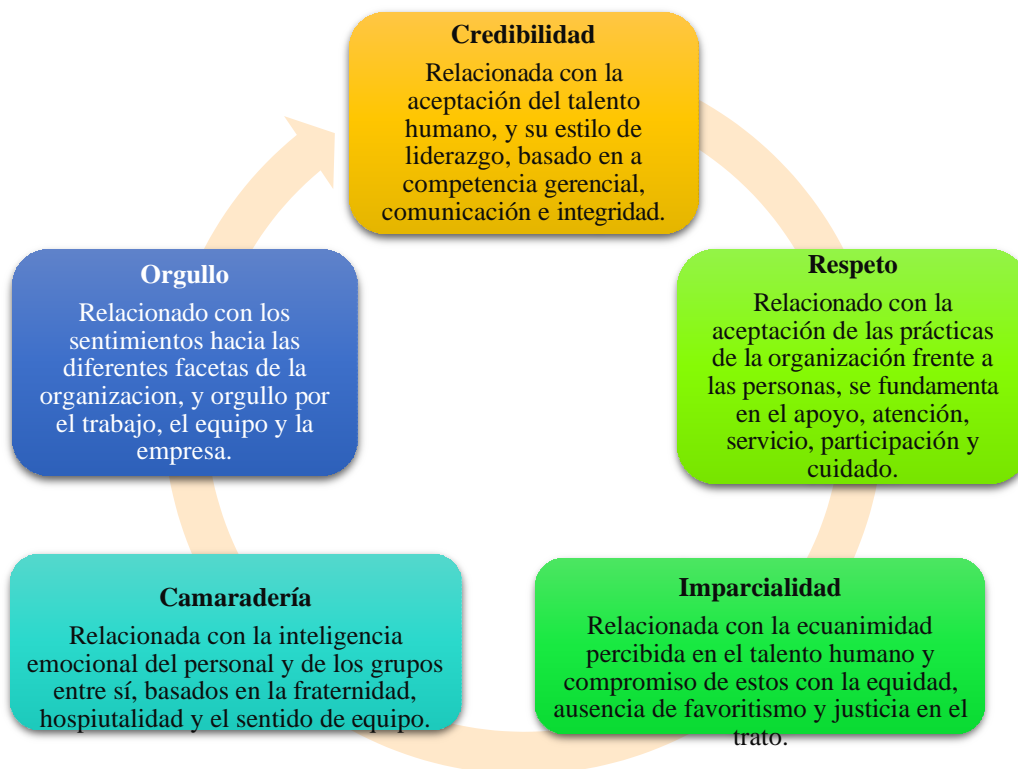 Credibilidad
Relacionada con la
aceptación del talento
humano, y su estilo de
liderazgo, basado en a
competencia gerencial,
comunicación e integridad.
Respeto
Relacionado con la
aceptación de las prácticas
de la organización frente a
las personas, se fundamenta
en el apoyo, atención,
servicio, participación y
cuidado.
Imparcialidad
Relacionada con la ecuanimidad
percibida en el talento humano y
compromiso de estos con la equidad,
ausencia de favoritismo y justicia en el
trato.
Camaradería
Relacionada con la inteligencia
emocional del personal y de los grupos
entre sí, basados en la fraternidad,
hospiutalidad y el sentido de equipo.
Orgullo
Relacionado con los
sentimientos hacia las
diferentes facetas de la
organizacion, y orgullo por
el trabajo, el equipo y la
empresa.